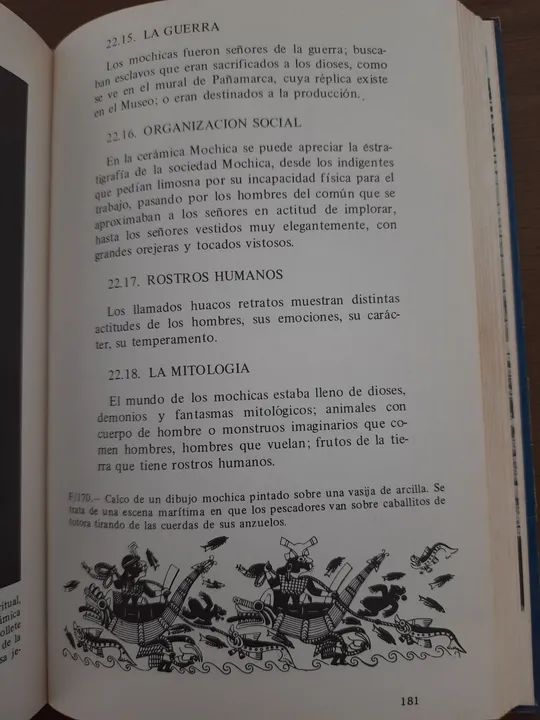 22.15. LA GUERRA
Los mochicas fueron señores de la guerra; busca-
ban esclavos que eran sacrificados a los dioses, como
se ve en el mural de Pañamarca, cuya réplica existe
en el Museo; o eran destinados a la producción.
22.16. ORGANIZACION SOCIAL
En la cerámica Mochica se puede apreciar la estra-
tigrafía de la sociedad Mochica, desde los indigentes
que pedían limosna por su incapacidad física para el
trabajo, pasando por los hombres del común que se
aproximaban a los señores en actitud de implorar,
hasta los señores vestidos muy elegantemente, con
grandes orejeras y tocados vistosos.
22.17. ROSTROS HUMANOS
Los llamados huacos retratos muestran distintas
actitudes de los hombres, sus emociones, su carác-
ter, su temperamento.
22.18. LA MITOLOGIA
El mundo de los mochicas estaba lleno de dioses,
demonios y fantasmas mitológicos; animales con
cuerpo de hombre o monstruos imaginarios que co-
men hombres, hombres que vuelan; frutos de la tie-
rra que tiene rostros humanos.
F/170.— Calco de un dibujo mochica pintado sobre una vasija de arcilla. Se
trata de una escena marítima en que los pescadores van sobre caballitos de
totora tirando de las cuerdas de sus anzuelos.
181
ritual,
ámica
ollete
de la
sa je-